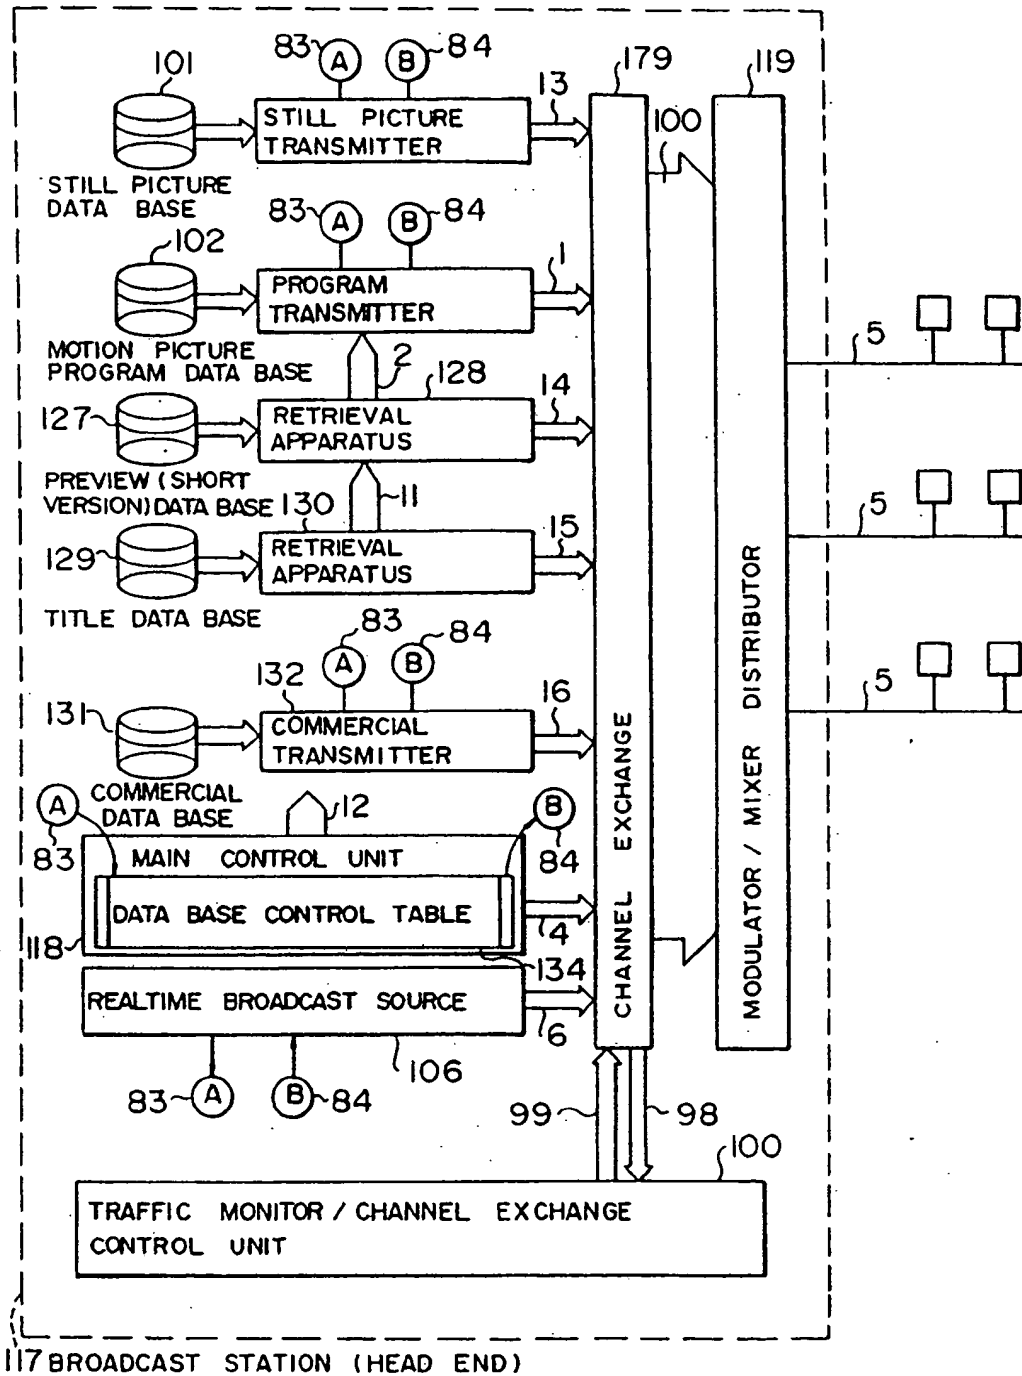 83 A B 84
101
179
119
STILL PICTURE
TRANSMITTER
13
100
STILL PICTURE
DATA BASE
83 A B 84
102
PROGRAM
TRANSMITTER
1
MOTION PICTURE
PROGRAM DATA BASE
2
128
127
RETRIEVAL
APPARATUS
14
5
PREVIEW (SHORT
VERSION) DATA BASE
130
11
129
RETRIEVAL
APPARATUS
15
5
TITLE DATA BASE
83
A
84
B
132
131
COMMERCIAL
TRANSMITTER
16
5
COMMERCIAL
DATA BASE
A
83
12
B
84
MAIN CONTROL UNIT
DATA BASE CONTROL TABLE
4
118
134
REALTIME BROADCAST SOURCE
6
106
83 A B 84
CHANNEL EXCHANGE
MODULATOR / MIXER DISTRIBUTOR
99
98
100
TRAFFIC MONITOR / CHANNEL EXCHANGE
CONTROL UNIT
117 BROADCAST STATION (HEAD END)